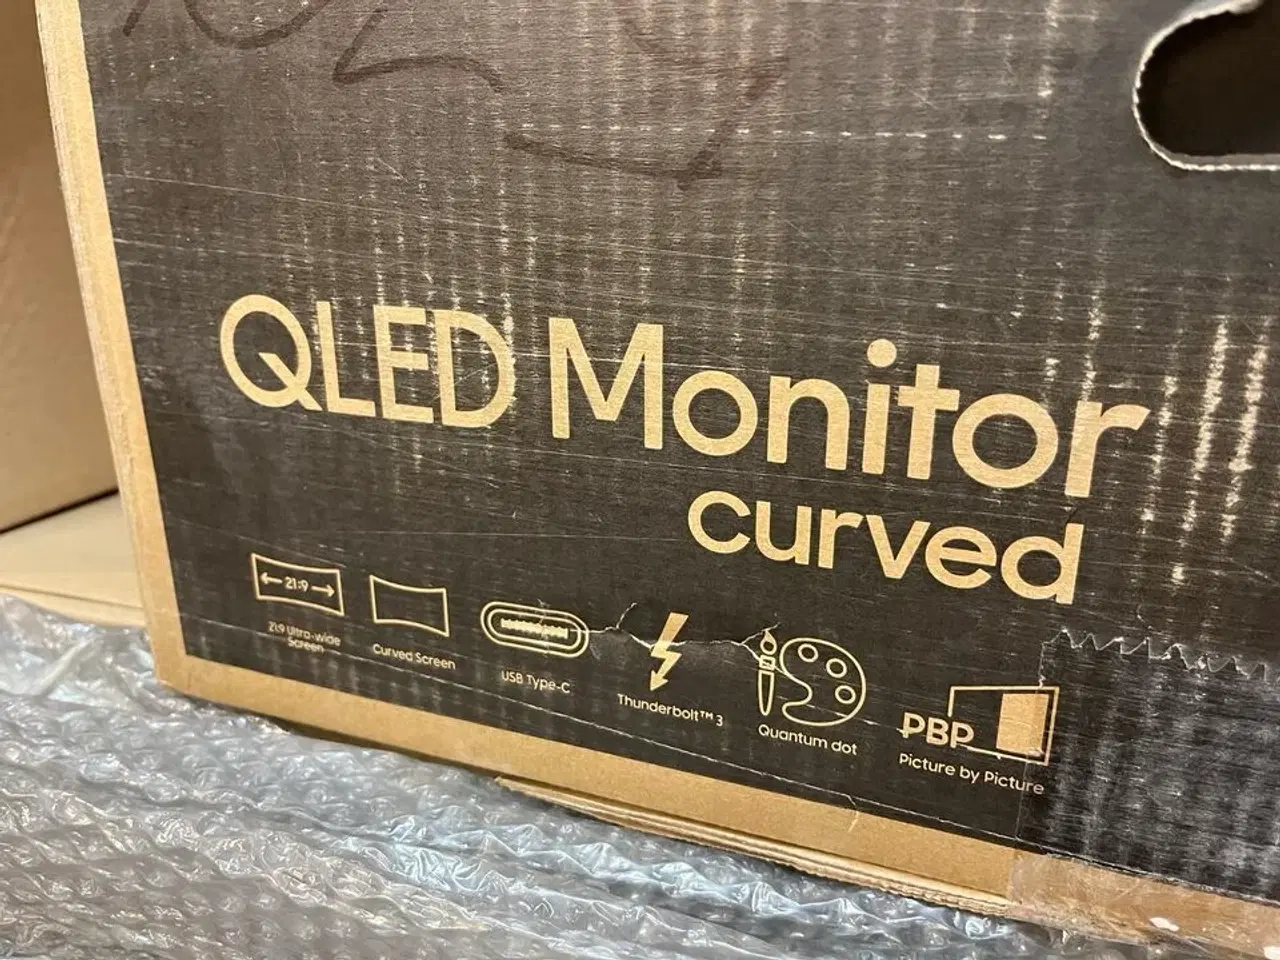 QLED Monitor
curved
21:9
21:9 Ultra-wide
Screen
Curved Screen
USB Type-C
Thunderbolt™ 3
Quantum dot
PBP
Picture by Picture